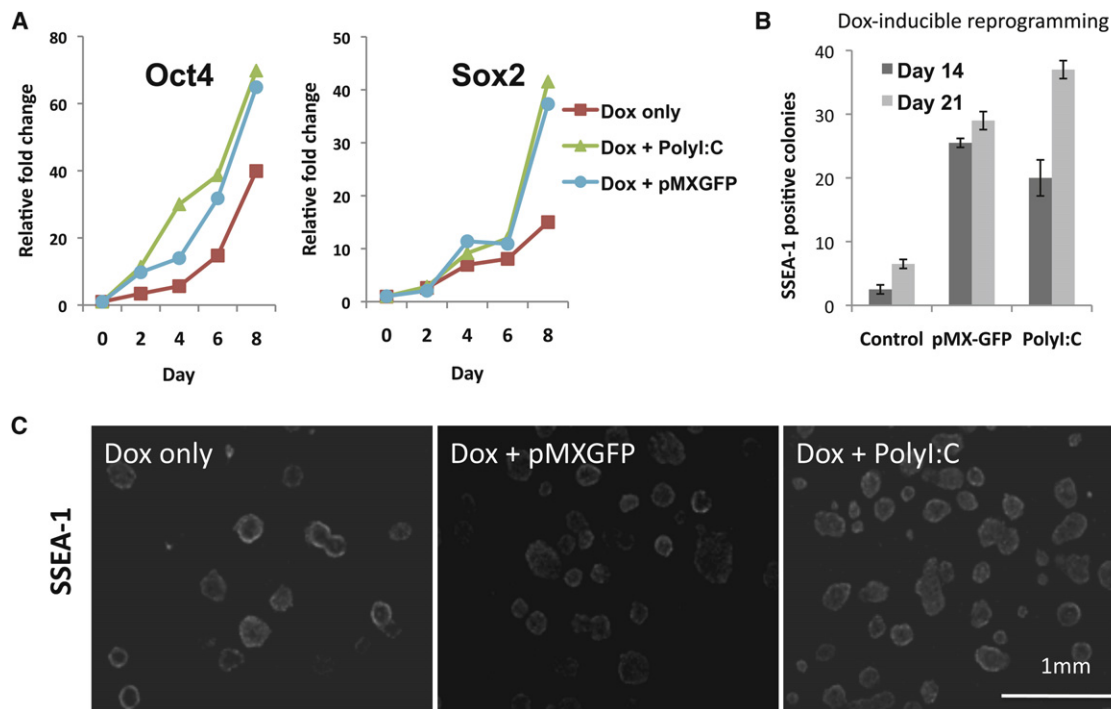 A
Oct4
Relative fold change
80
60
40
20
0
0 2 4 6 8
Day
Sox2
Relative fold change
50
40
30
20
10
0
0 2 4 6 8
Day
Dox only
Dox + PolyI:C
Dox + pMXGFP
B
Dox-inducible reprogramming
SSEA-1 positive colonies
40
30
20
10
0
Day 14
Day 21
Control pMX-GFP PolyI:C
C
SSEA-1
Dox only
Dox + pMXGFP
Dox + PolyI:C
1mm